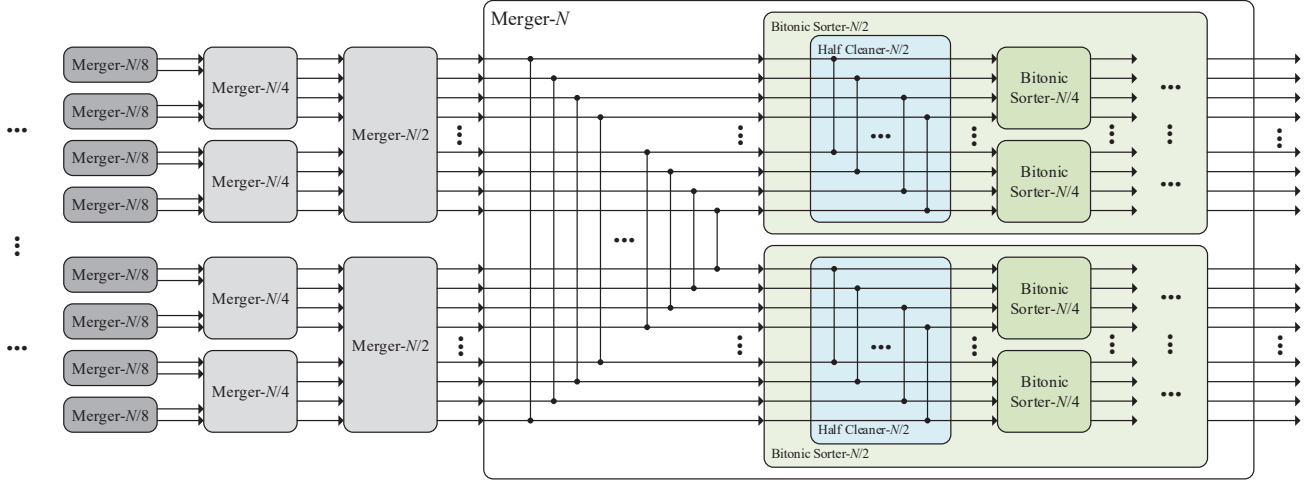 Merger-N
Bitonic Sorter-N/2
Half Cleaner-N/2
Merger-N/8
Merger-N/4
Merger-N/8
Merger-N/2
Merger-N/8
Merger-N/4
Merger-N/8
Bitonic
Sorter-N/4
Bitonic
Sorter-N/4
Merger-N/8
Merger-N/4
Merger-N/8
Merger-N/2
Merger-N/8
Merger-N/4
Merger-N/8
Bitonic
Sorter-N/4
Bitonic
Sorter-N/4
Half Cleaner-N/2
Bitonic Sorter-N/2